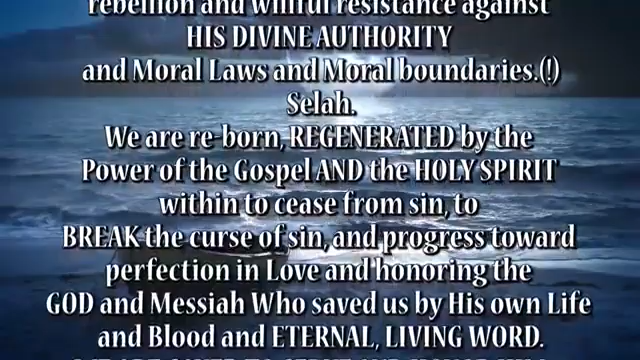 rebellion and willful resistance against
HIS DIVINE AUTHORITY
and Moral Laws and Moral boundaries.(!)
Selah.
We are re-born, REGENERATED by the
Power of the Gospel AND the HOLY SPIRIT
within to cease from sin, to
BREAK the curse of sin, and progress toward
perfection in Love and honoring the
GOD and Messiah Who saved us by His own Life
and Blood and ETERNAL, LIVING WORD.